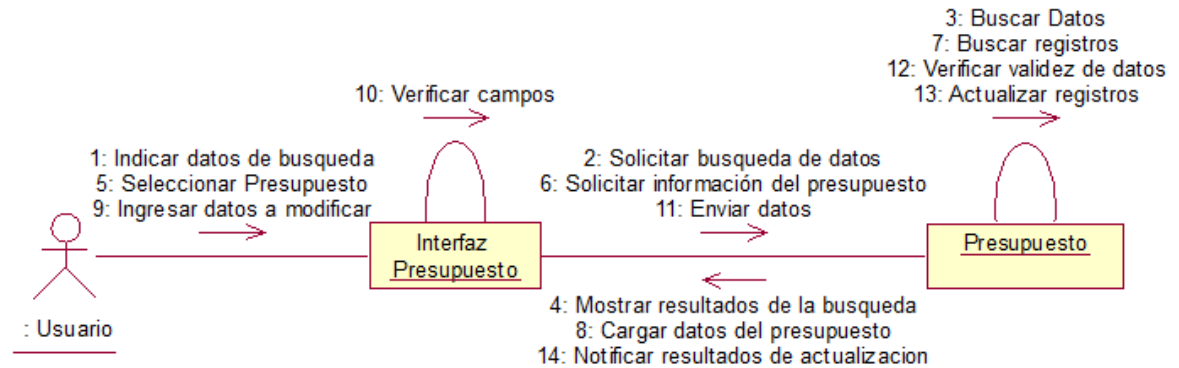 3: Buscar Datos
7: Buscar registros
12: Verificar validez de datos
13: Actualizar registros
10: Verificar campos
1: Indicar datos de busqueda
5: Seleccionar Presupuesto
9: Ingresar datos a modificar
2: Solicitar busqueda de datos
6: Solicitar información del presupuesto
11: Enviar datos
Interfaz
Presupuesto
Presupuesto
4: Mostrar resultados de la busqueda
8: Cargar datos del presupuesto
14: Notificar resultados de actualizacion
: Usuario